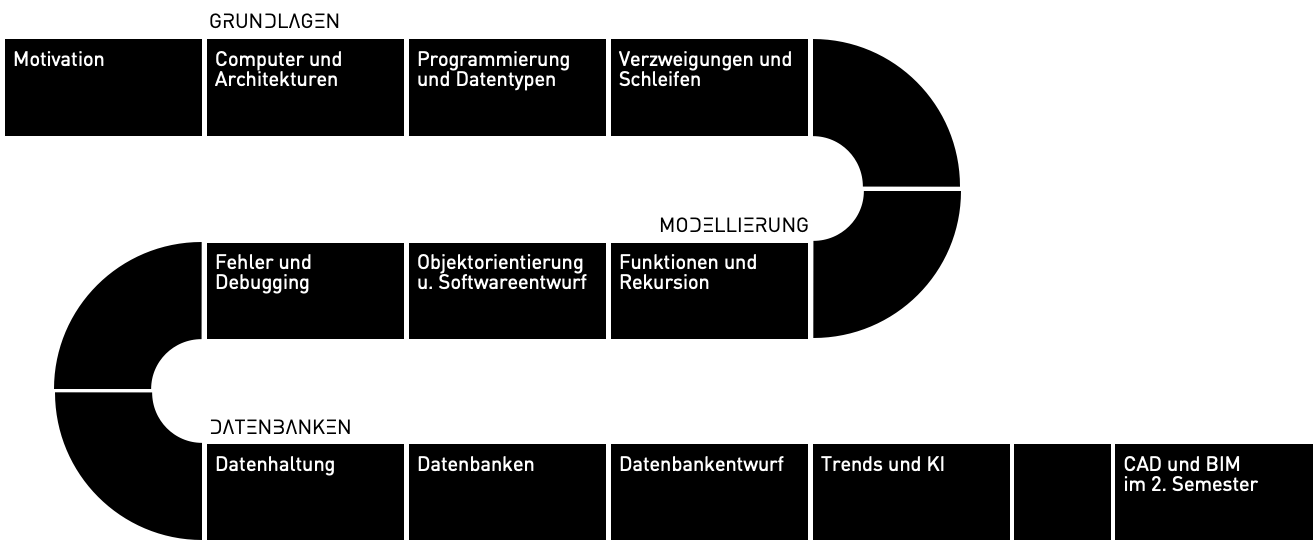 GRUNDLAGEN
Motivation
Computer und
Architekturen
Programmierung
und Datentypen
Verzweigungen und
Schleifen
MODELLIERUNG
Funktionen und
Rekursion
Objektorientierung
u. Softwareentwurf
Fehler und
Debugging
DATENBANKEN
Datenhaltung
Datenbanken
Datenbankentwurf
Trends und KI
CAD und BIM
im 2. Semester